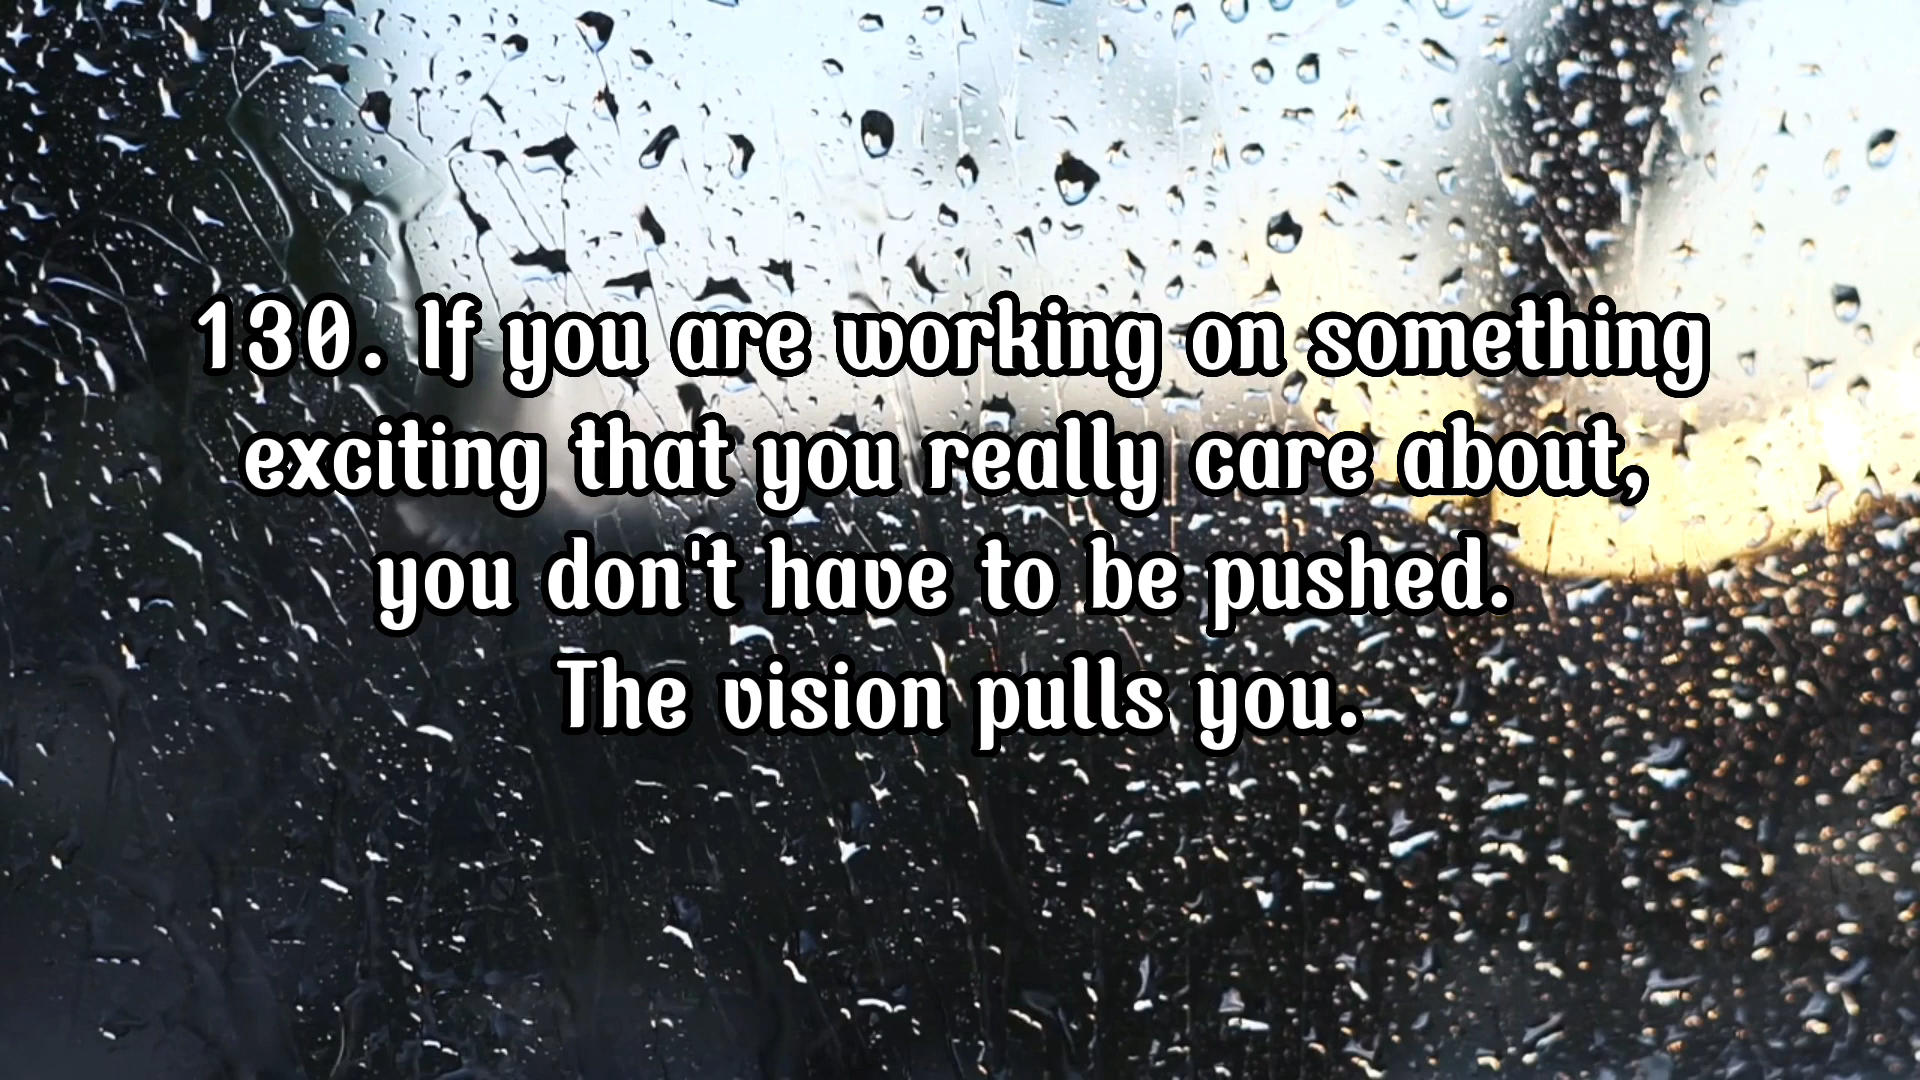 130. If you are working on something
exciting that you really care about,
you don't have to be pushed.
The vision pulls you.